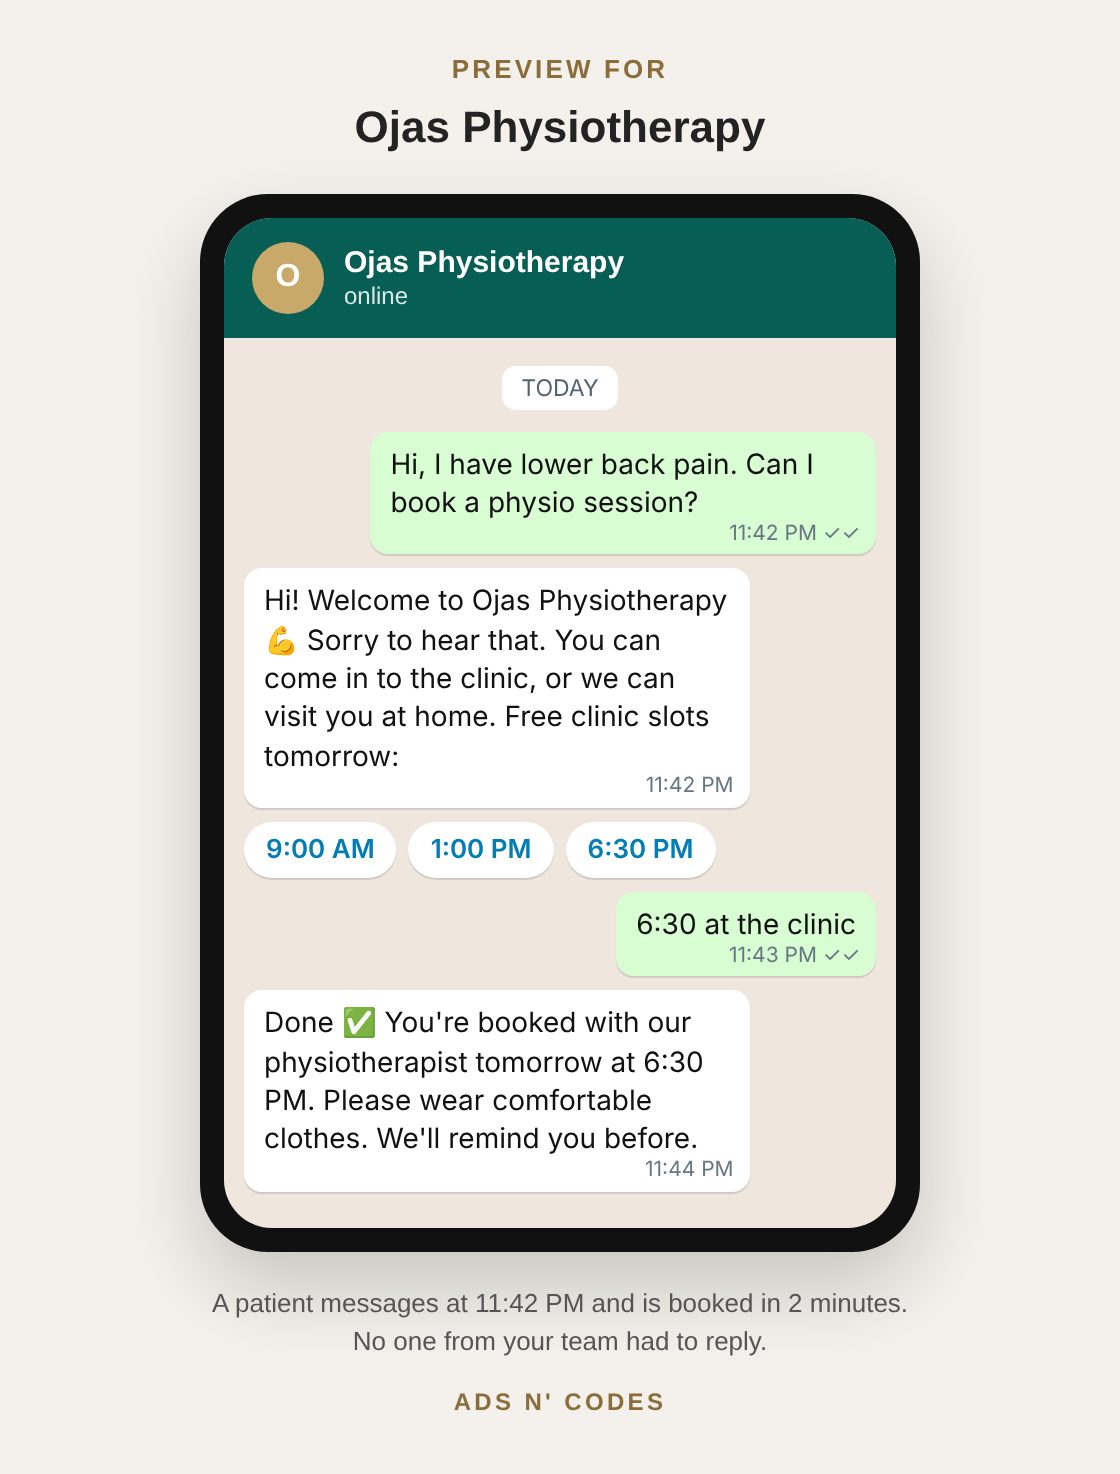 PREVIEW FOR
Ojas Physiotherapy
O
Ojas Physiotherapy
online
TODAY
Hi, I have lower back pain. Can I
book a physio session?
11:42 PM ✓✓
Hi! Welcome to Ojas Physiotherapy
💪 Sorry to hear that. You can
come in to the clinic, or we can
visit you at home. Free clinic slots
tomorrow:
11:42 PM
9:00 AM 1:00 PM 6:30 PM
6:30 at the clinic
11:43 PM ✓✓
Done ✅ You're booked with our
physiotherapist tomorrow at 6:30
PM. Please wear comfortable
clothes. We'll remind you before.
11:44 PM
A patient messages at 11:42 PM and is booked in 2 minutes.
No one from your team had to reply.
ADS N' CODES